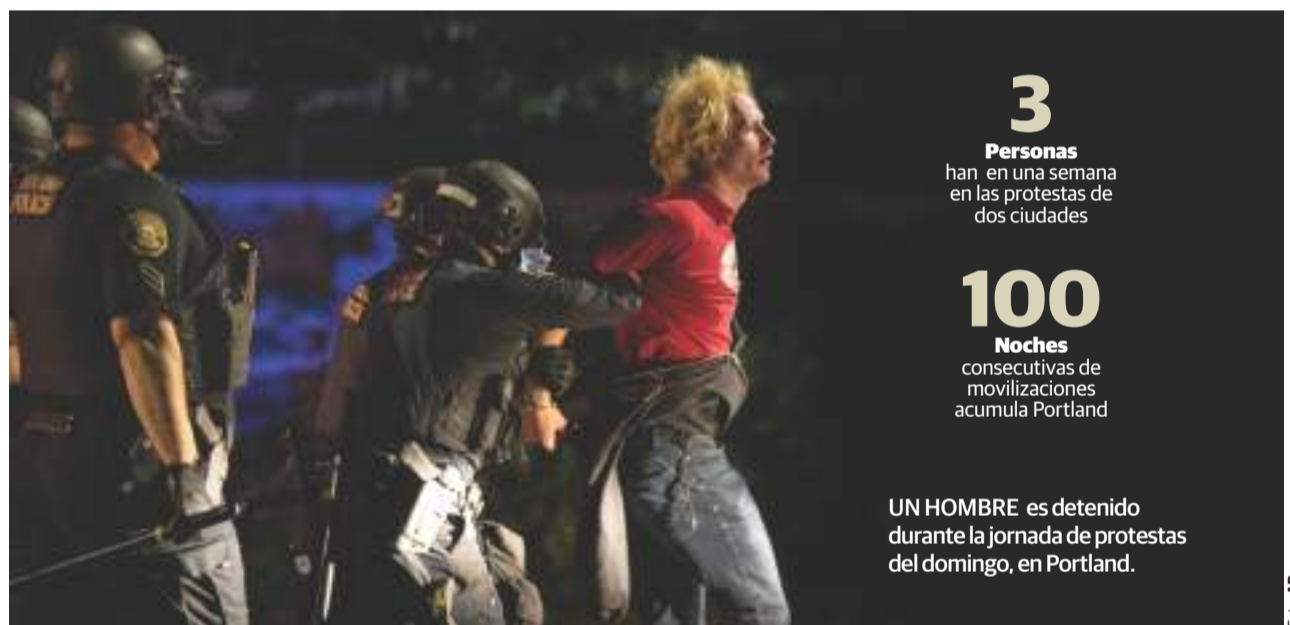 3
Personas
han en una semana
en las protestas de
dos ciudades
100
Noches
consecutivas de
movilizaciones
acumula Portland
UN HOMBRE es detenido
durante la jornada de protestas
del domingo, en Portland.